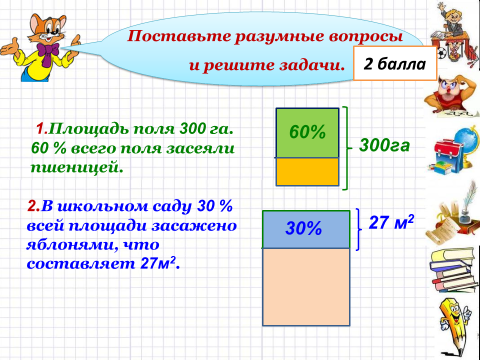 Поставьте разумные вопросы
и решите задачи.
2 балла
1.Площадь поля 300 га.
60 % всего поля засеяли
пшеницей.
60%
300га
2.В школьном саду 30 %
всей площади засажено
яблонями, что
составляет 27м².
30%
27 м²